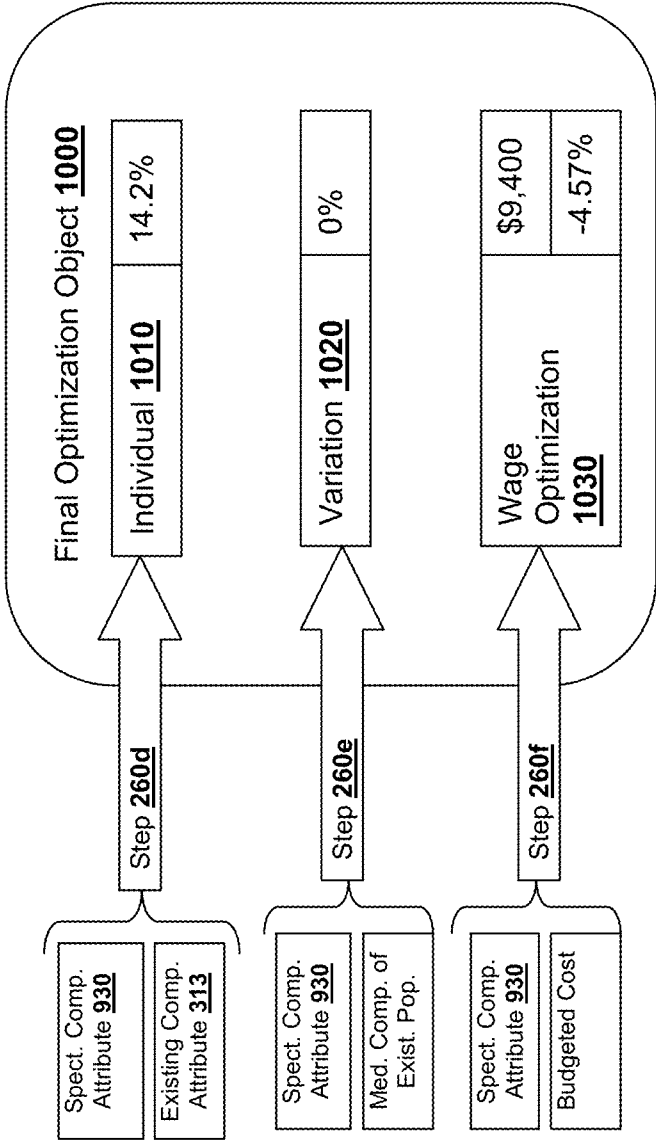 Final Optimization Object 1000
Spect. Comp.
Attribute 930
Existing Comp.
Attribute 313
Step 260d
Individual 1010
14.2%
Spect. Comp.
Attribute 930
Med. Comp. of
Exist. Pop.
Step 260e
Variation 1020
0%
Spect. Comp.
Attribute 930
Budgeted Cost
Step 260f
Wage
Optimization
1030
$9,400
-4.57%